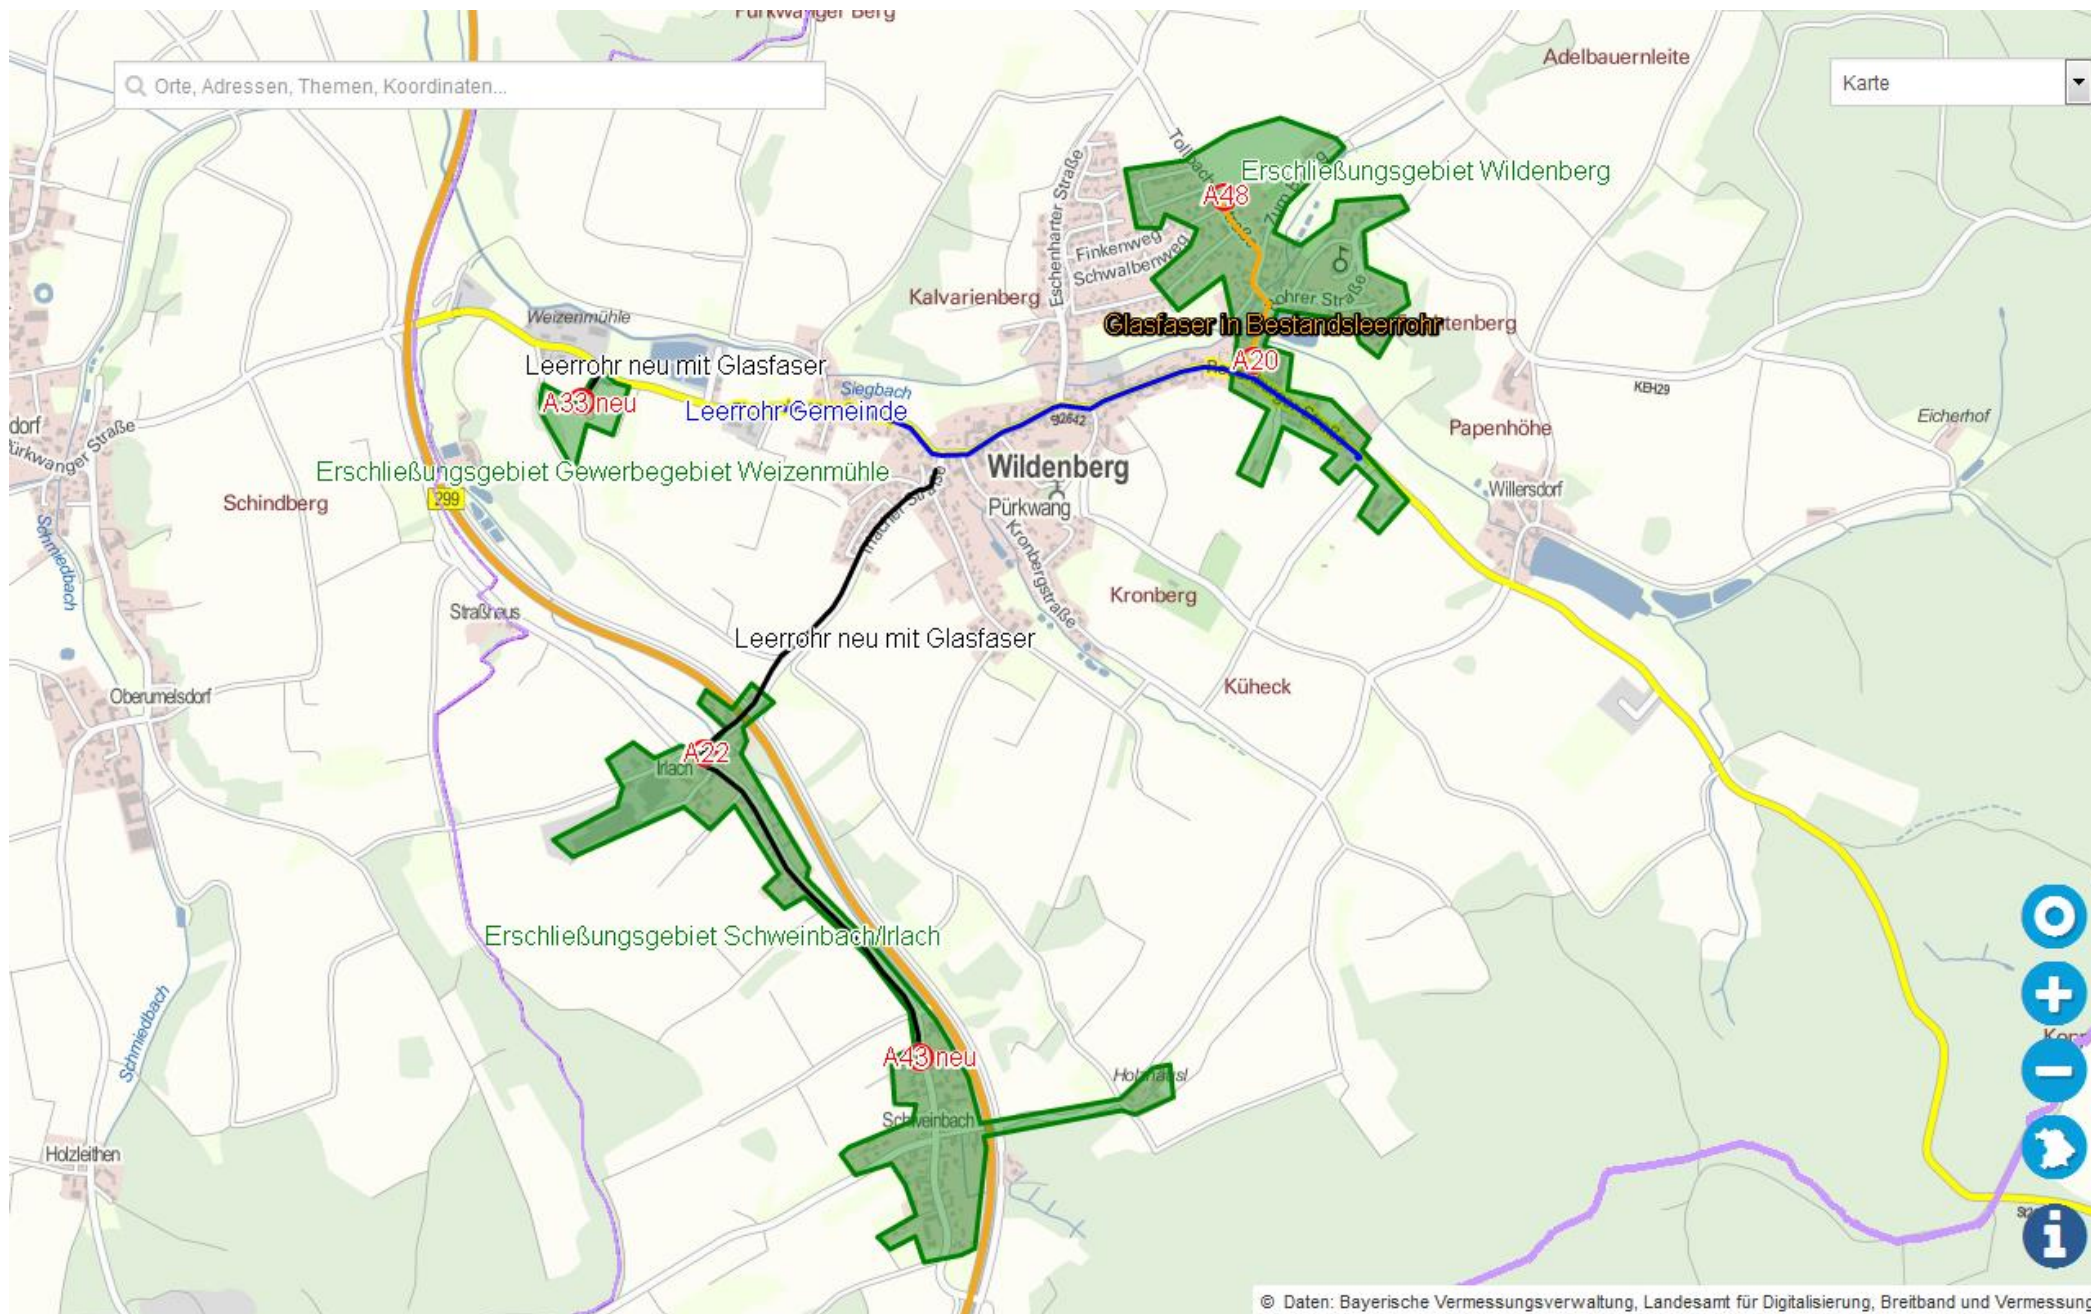 Fürkwanger Berg
Adelbauernleite
Orte, Adressen, Themen, Koordinaten...
Karte
Eschenharter Straße
Erschließungsgebiet Wildenberg
A48
Finkenweg
Schwalbenweg
Kalvarienberg
Weizenmühle
Glasfaser in Bestandsleerrohr
Leerrohr neu mit Glasfaser
A20
Siegbach
KEH29
A33 neu
Leerrohr Gemeinde
St2642
Eicherhof
Papenhöhe
dorf
Erschließungsgebiet Gewerbegebiet Weizenmühle
Wildenberg
299
Willersdorf
Schindberg
Pürkwang
Schmiedbach
Kronbergstraße
Kronberg
Straßhaus
Leerrohr neu mit Glasfaser
Küheck
Oberumelsdorf
A22
Irlach
Erschließungsgebiet Schweinbach/Irlach
Schmiedbach
A43 neu
Schweinbach
Holzleithen
© Daten: Bayerische Vermessungsverwaltung, Landesamt für Digitalisierung, Breitband und Vermessung